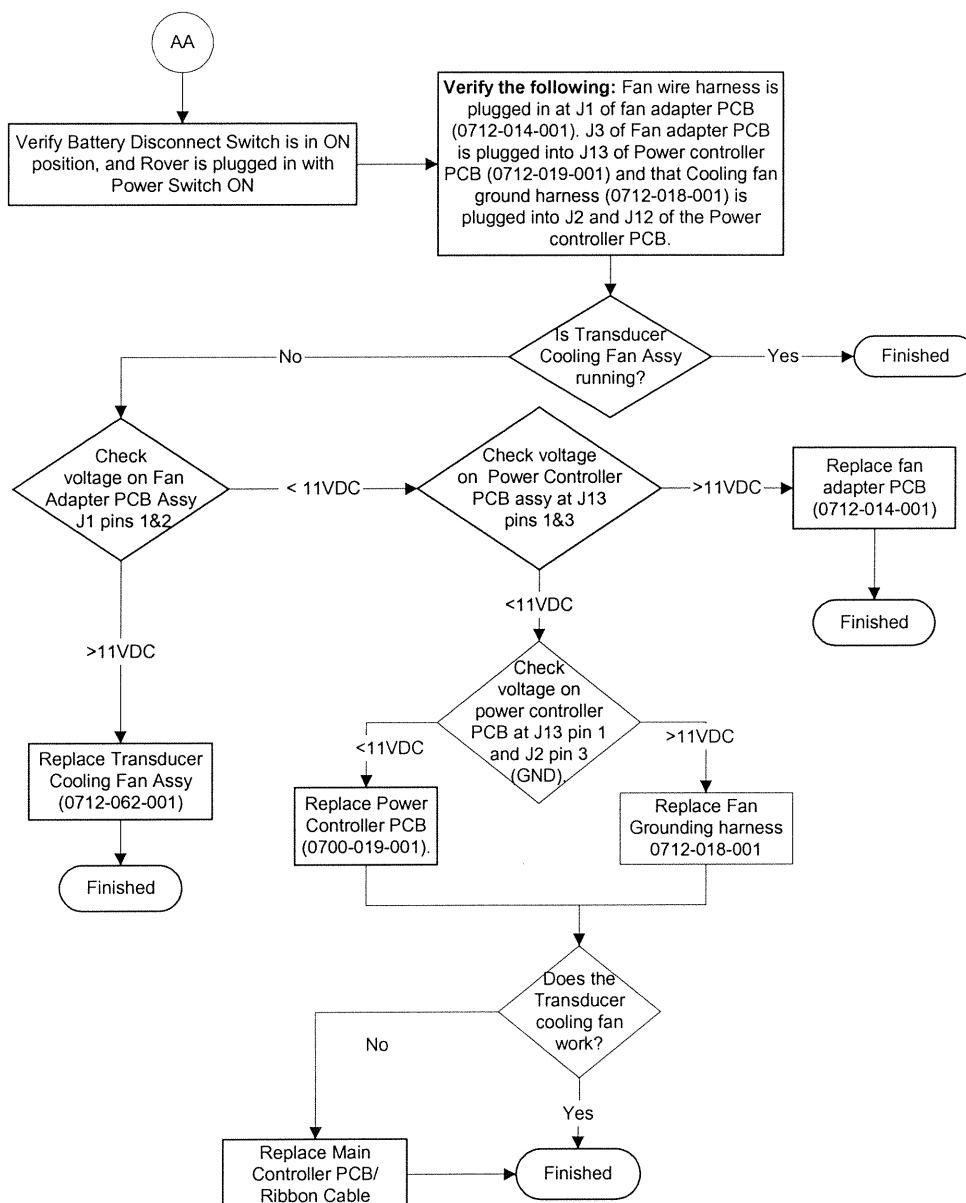 AA
Verify Battery Disconnect Switch is in ON
position, and Rover is plugged in with
Power Switch ON
Verify the following: Fan wire harness is
plugged in at J1 of fan adapter PCB
(0712-014-001). J3 of Fan adapter PCB
is plugged into J13 of Power controller
PCB (0712-019-001) and that Cooling fan
ground harness (0712-018-001) is
plugged into J2 and J12 of the Power
controller PCB.
Is Transducer
Cooling Fan Assy
running?
No
Yes
Finished
Check
voltage on Fan
Adapter PCB Assy
J1 pins 1&2
< 11VDC
Check voltage
on Power Controller
PCB assy at J13
pins 1&3
>11VDC
Replace fan
adapter PCB
(0712-014-001)
Finished
<11VDC
>11VDC
Check
voltage on
power controller
PCB at J13 pin 1
and J2 pin 3
(GND).
<11VDC
>11VDC
Replace Transducer
Cooling Fan Assy
(0712-062-001)
Replace Power
Controller PCB
(0700-019-001).
Replace Fan
Grounding harness
0712-018-001
Finished
Does the
Transducer
cooling fan
work?
No
Yes
Replace Main
Controller PCB/
Ribbon Cable
Finished